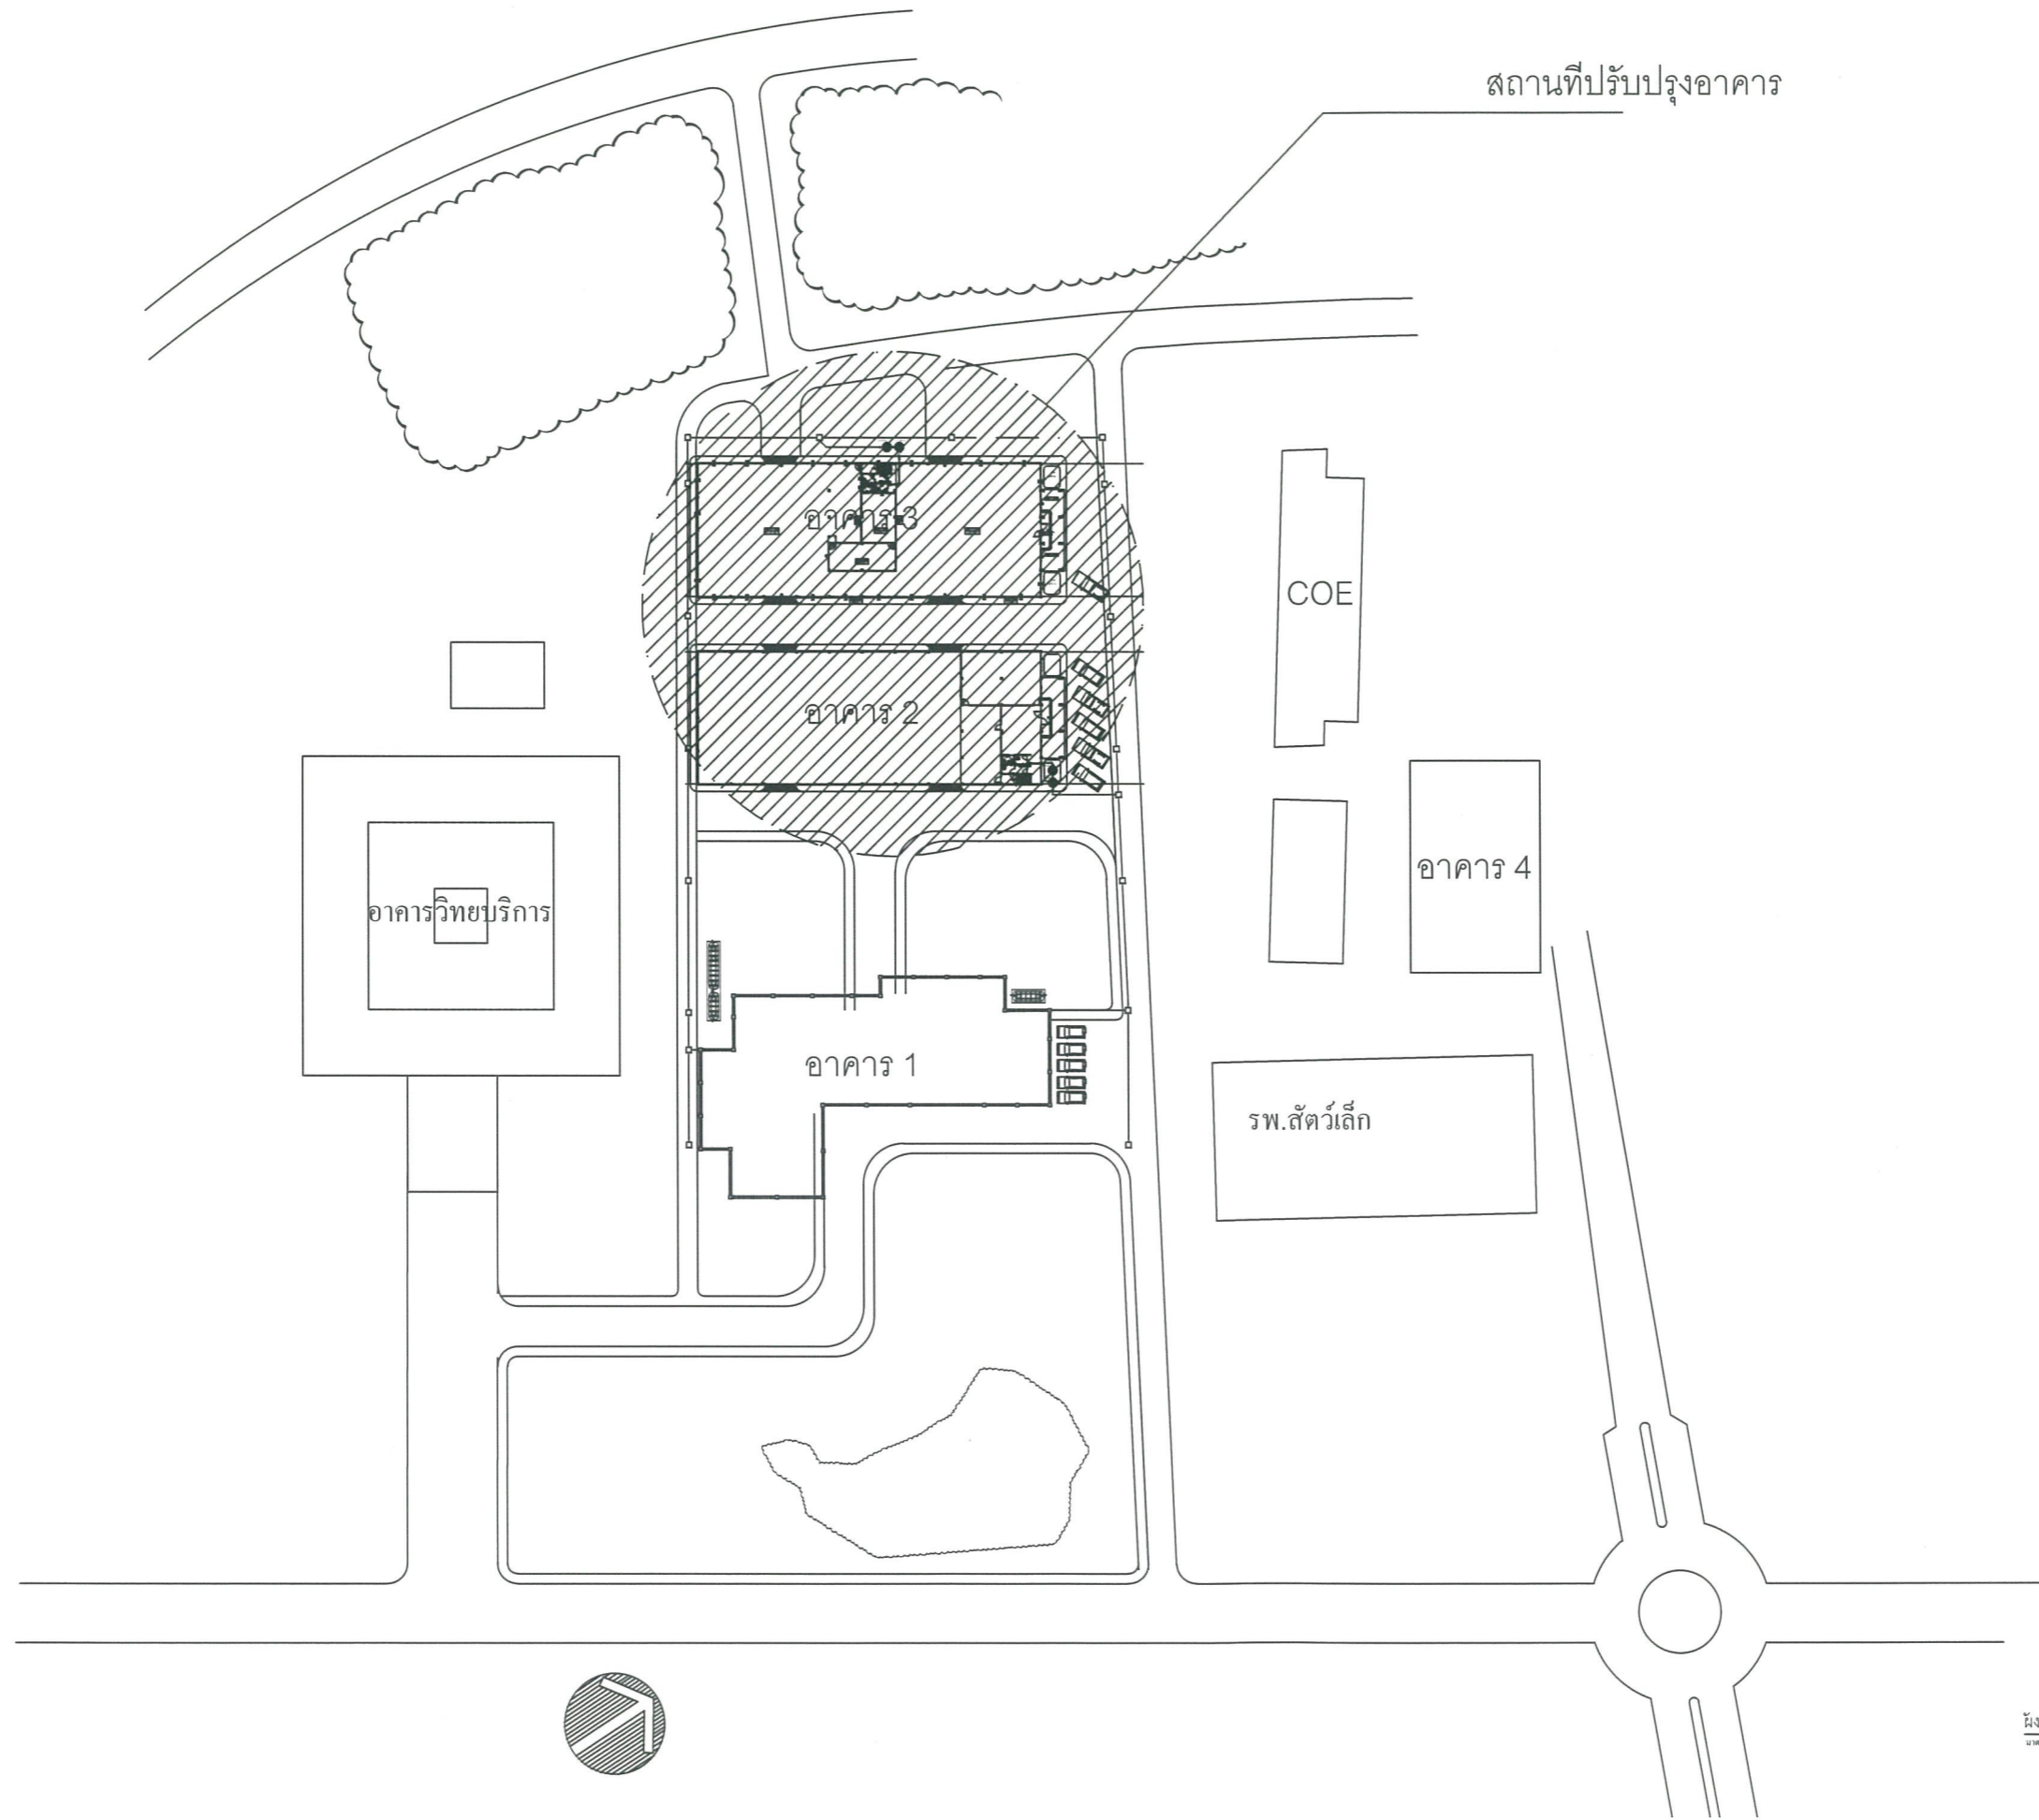 สถานที่ปรับปรุงอาคาร
อาคาร 3
COE
อาคาร 2
อาคาร 4
อาคารวิทยบริการ
อาคาร 1
รพ.สัตว์เล็ก
ผัง